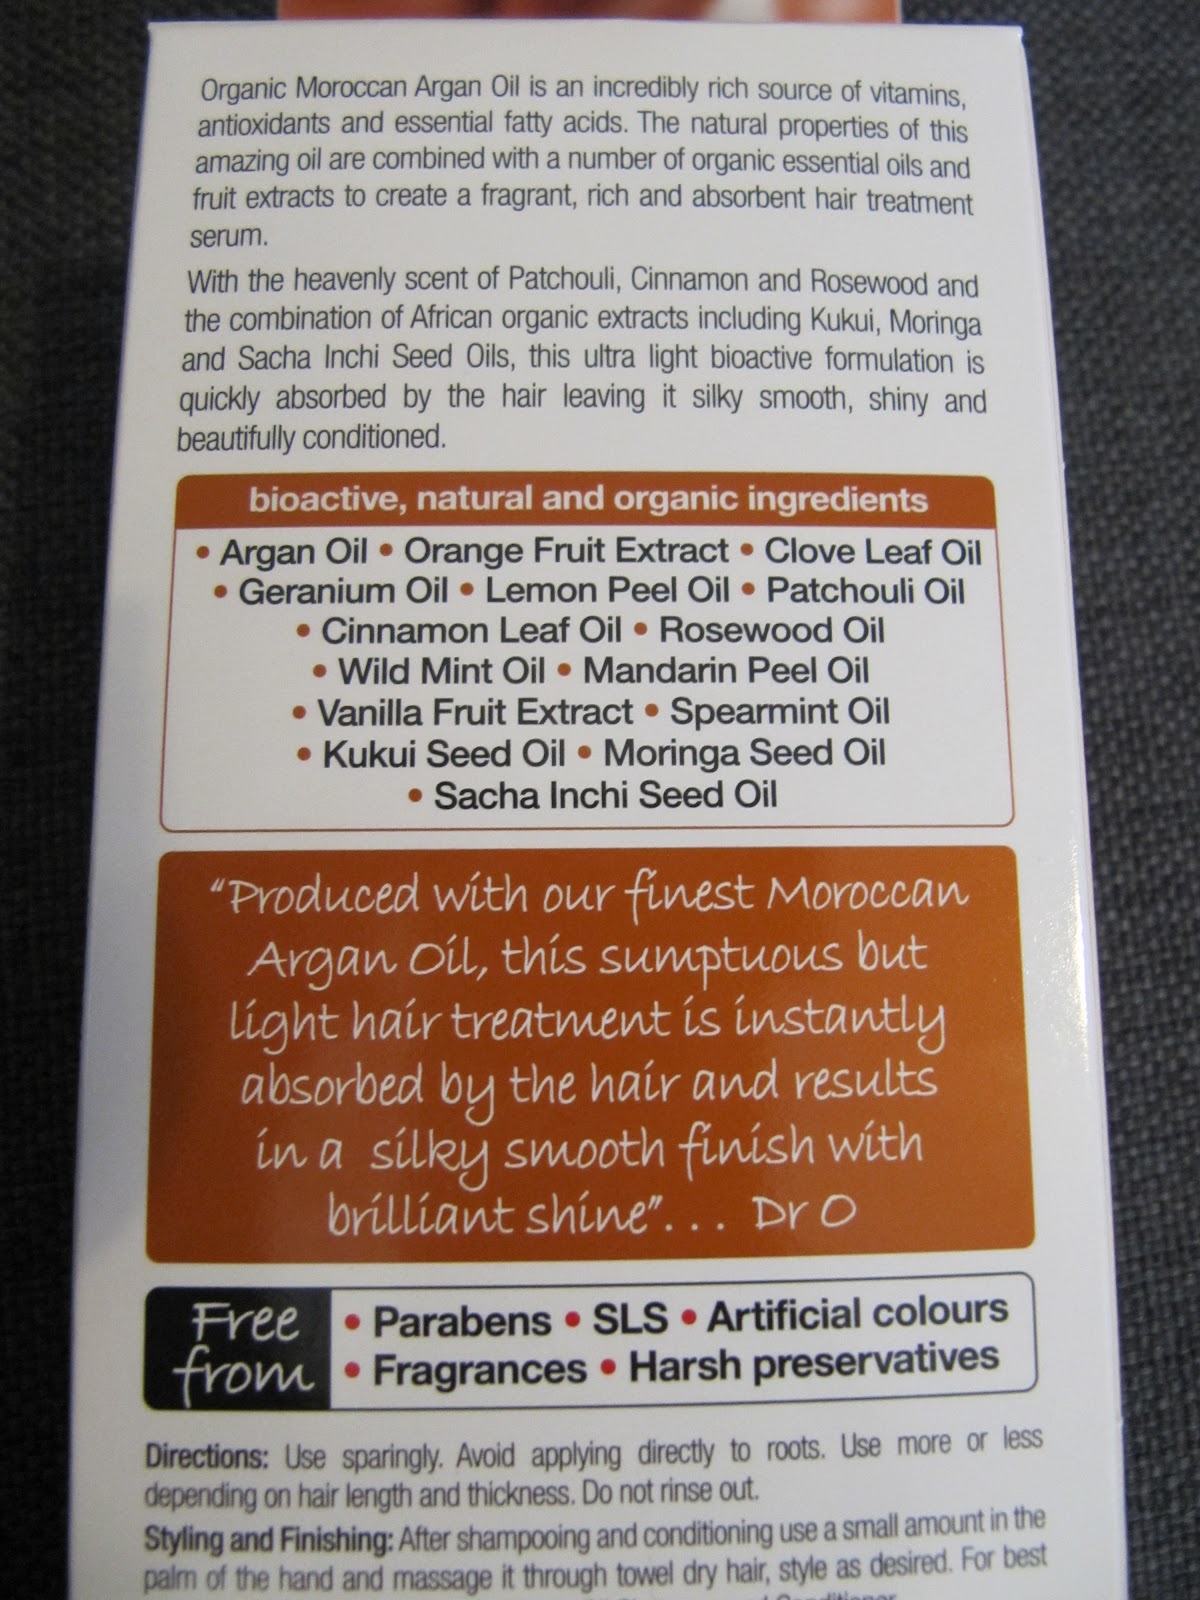 Organic Moroccan Argan Oil is an incredibly rich source of vitamins,
antioxidants and essential fatty acids. The natural properties of this
amazing oil are combined with a number of organic essential oils and
fruit extracts to create a fragrant, rich and absorbent hair treatment
serum.
With the heavenly scent of Patchouli, Cinnamon and Rosewood and
the combination of African organic extracts including Kukui, Moringa
and Sacha Inchi Seed Oils, this ultra light bioactive formulation is
quickly absorbed by the hair leaving it silky smooth, shiny and
beautifully conditioned.
bioactive, natural and organic ingredients
• Argan Oil • Orange Fruit Extract • Clove Leaf Oil
• Geranium Oil • Lemon Peel Oil • Patchouli Oil
• Cinnamon Leaf Oil • Rosewood Oil
• Wild Mint Oil • Mandarin Peel Oil
• Vanilla Fruit Extract • Spearmint Oil
• Kukui Seed Oil • Moringa Seed Oil
• Sacha Inchi Seed Oil
“Produced with our finest Moroccan
Argan Oil, this sumptuous but
light hair treatment is instantly
absorbed by the hair and results
in a silky smooth finish with
brilliant shine”... Dr O
Free
from
• Parabens • SLS • Artificial colours
• Fragrances • Harsh preservatives
Directions: Use sparingly. Avoid applying directly to roots. Use more or less
depending on hair length and thickness. Do not rinse out.
Styling and Finishing: After shampooing and conditioning use a small amount in the
palm of the hand and massage it through towel dry hair, style as desired. For best
Conditioner